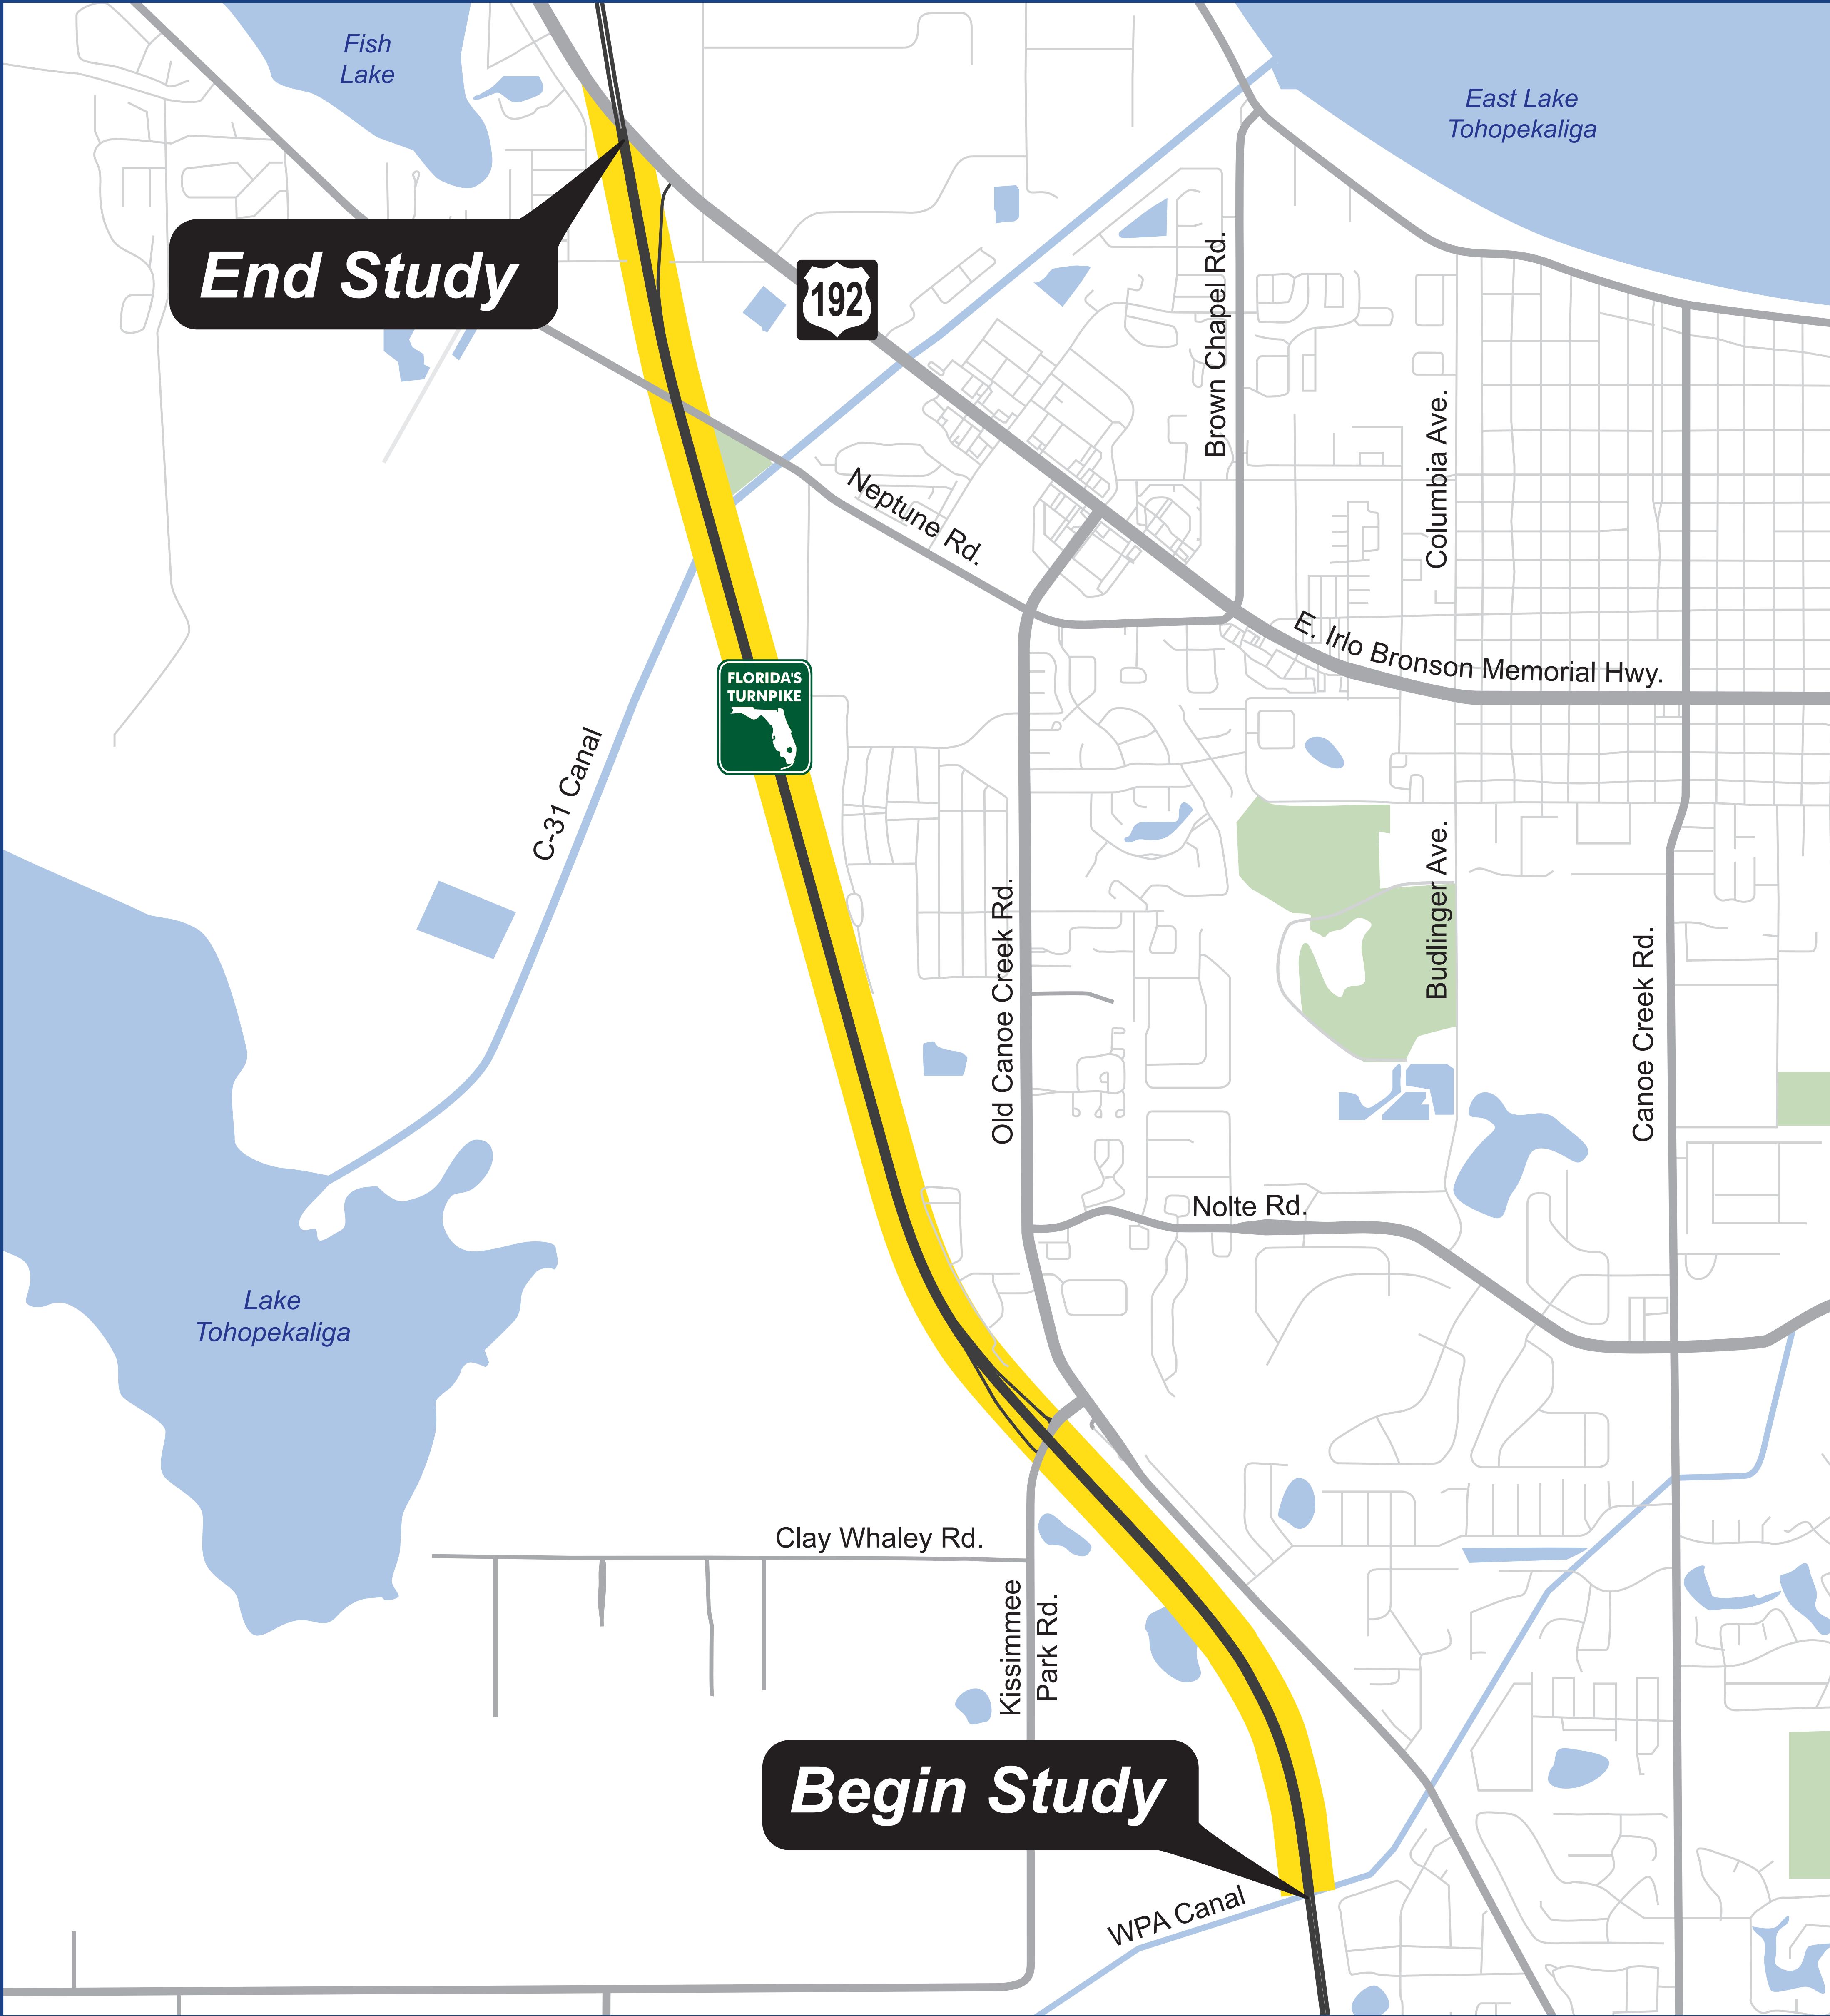 Fish
Lake
East Lake
Tohopekaliga
End Study
192
Brown Chapel Rd.
Columbia Ave.
Neptune Rd.
E. Irlo Bronson Memorial Hwy.
FLORIDA'S
TURNPIKE
C-31 Canal
Old Canoe Creek Rd.
Budlinger Ave.
Canoe Creek Rd.
Nolte Rd.
Lake
Tohopekaliga
Clay Whaley Rd.
Kissimmee
Park Rd.
Begin Study
WPA Canal